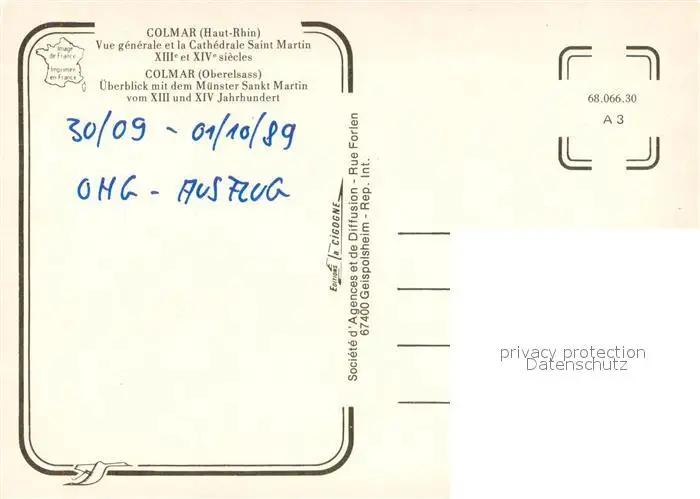 COLMAR (Haut-Rhin)
Vue générale et la Cathédrale Saint Martin
XIIIe et XIVe siècles
COLMAR (Oberelsass)
Überblick mit dem Münster Sankt Martin
vom XIII und XIV Jahrhundert
Image
de France
Imprimée
en France
30/09 - 01/10/89
OHG - AUSFLUG
Editions la CIGOGNE
Société d'Agences et de Diffusion - Rue Forlen
67400 Geispolsheim - Rep. Int.
68.066.30
A 3
privacy protection
Datenschutz